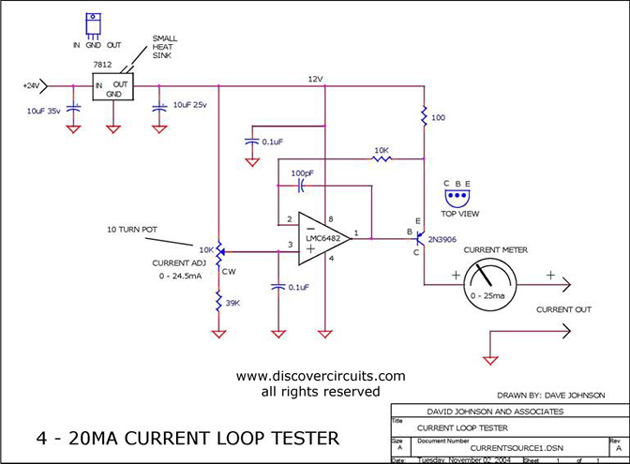 IN GND OUT
SMALL
HEAT
SINK
7812
+24V
IN OUT
GND
10uF 35v
10uF 25v
12V
100
0.1uF
10K
100pF
C B E
TOP VIEW
2
8
LMC6482
1
3
4
E
B
C
2N3906
10 TURN POT
10K
CURRENT ADJ
0 - 24.5mA
CW
0.1uF
39K
CURRENT METER
+
+
0 - 25ma
CURRENT OUT
www.discovercircuits.com
all rights reserved
DRAWN BY: DAVE JOHNSON
4 - 20MA CURRENT LOOP TESTER
DAVID JOHNSON AND ASSOCIATES
Title
CURRENT LOOP TESTER
Size
A
Document Number
CURRENTSOURCE1.DSN
Rev
A
Date:
Tuesday, November 02, 2004
Sheet 1 of 1